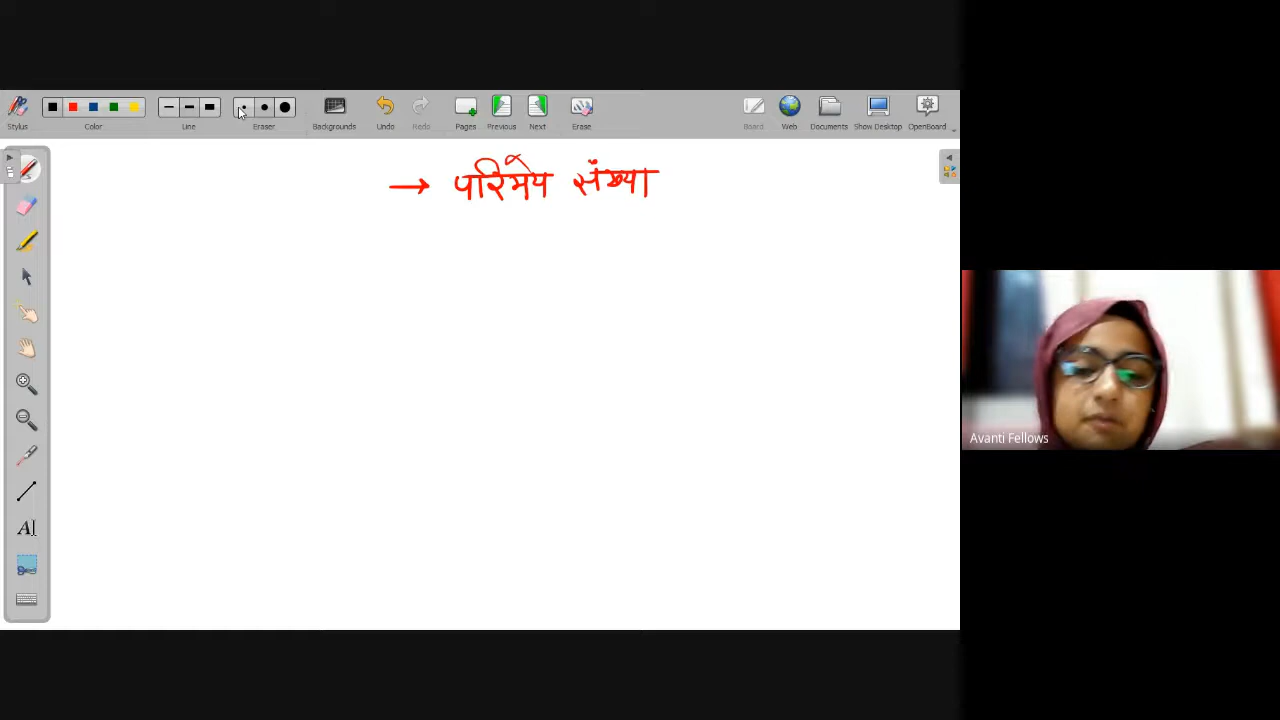 Stylus
Color
Line
Eraser
Backgrounds
Undo
Redo
Pages
Previous
Next
Erase
Board
Web
Documents
Show Desktop
OpenBoard
→ परिमेय संख्या
A
Avanti Fellows